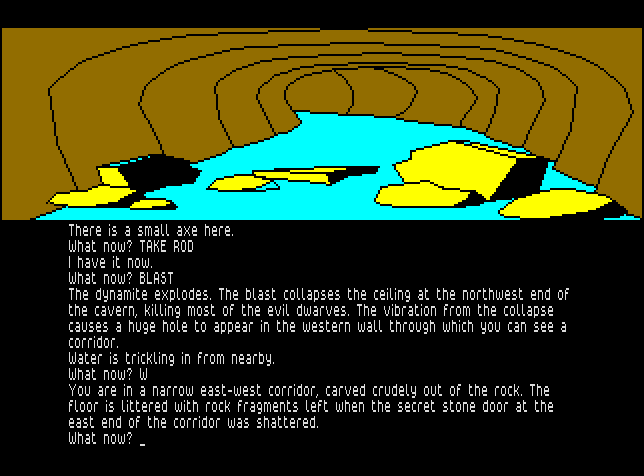 There is a small axe here.
What now? TAKE ROD
I have it now.
What now? BLAST
The dynamite explodes. The blast collapses the ceiling at the northwest end of
the cavern, killing most of the evil dwarves. The vibration from the collapse
causes a huge hole to appear in the western wall through which you can see a
corridor.
Water is trickling in from nearby.
What now? W
You are in a narrow east-west corridor, carved crudely out of the rock. The
floor is littered with rock fragments left when the secret stone door at the
east end of the corridor was shattered.
What now? _